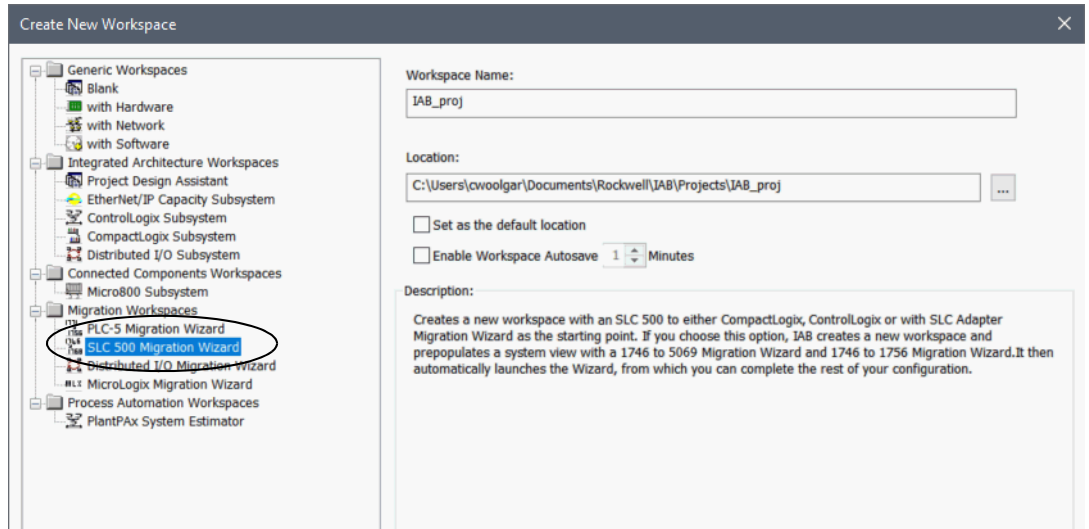 Create New Workspace
Generic Workspaces
Blank
with Hardware
with Network
with Software
Integrated Architecture Workspaces
Project Design Assistant
EtherNet/IP Capacity Subsystem
ControlLogix Subsystem
CompactLogix Subsystem
Distributed I/O Subsystem
Connected Components Workspaces
Micro800 Subsystem
Migration Workspaces
PLC-5 Migration Wizard
SLC 500 Migration Wizard
Distributed I/O Migration Wizard
MLX MicroLogix Migration Wizard
Process Automation Workspaces
PlantPAx System Estimator
Workspace Name:
IAB_proj
Location:
C:\Users\cwoolgar\Documents\Rockwell\IAB\Projects\IAB_proj
...
Set as the default location
Enable Workspace Autosave 1 Minutes
Description:
Creates a new workspace with an SLC 500 to either CompactLogix, ControlLogix or with SLC Adapter
Migration Wizard as the starting point. If you choose this option, IAB creates a new workspace and
prepopulates a system view with a 1746 to 5069 Migration Wizard and 1746 to 1756 Migration Wizard.It then
automatically launches the Wizard, from which you can complete the rest of your configuration.